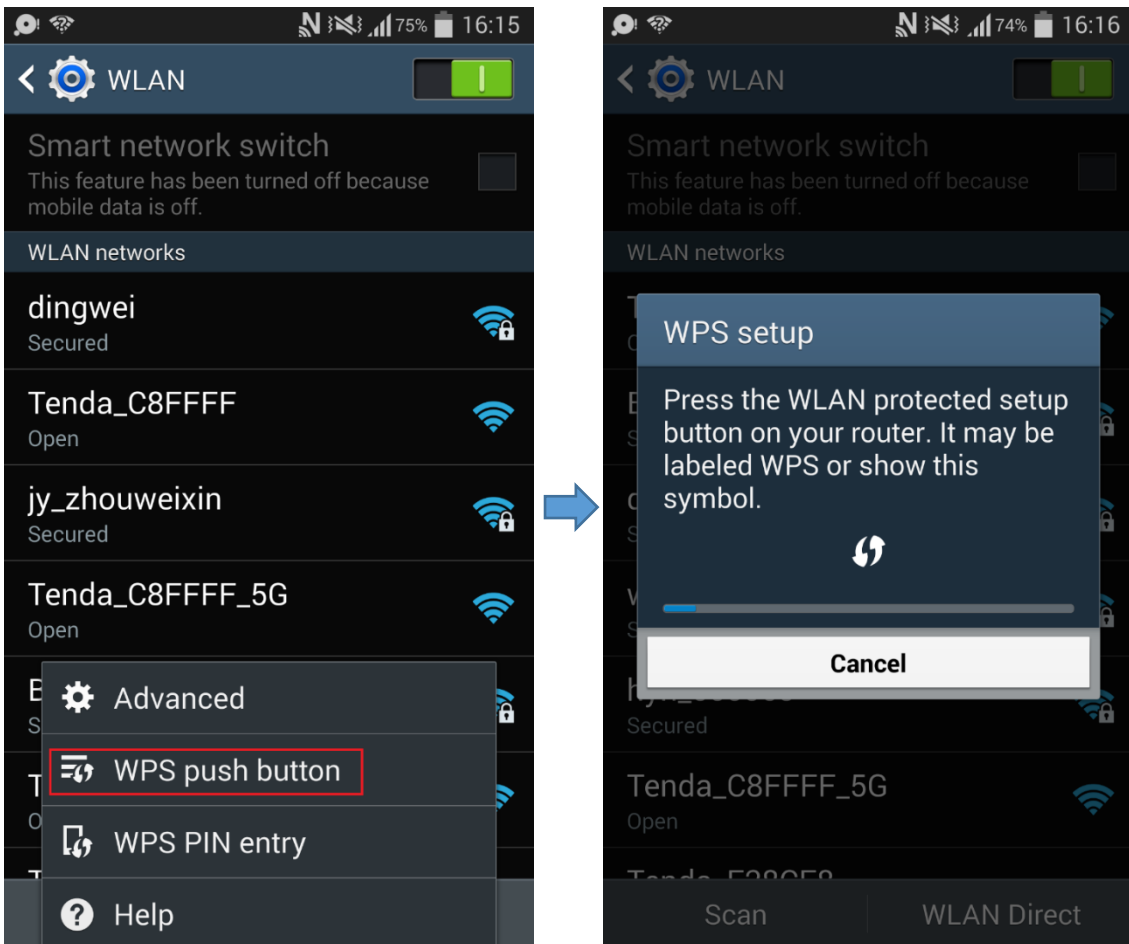 75% 16:15
WLAN
Smart network switch
This feature has been turned off because
mobile data is off.
WLAN networks
dingwei
Secured
Tenda_C8FFFF
Open
jy_zhouweixin
Secured
Tenda_C8FFFF_5G
Open
Advanced
WPS push button
WPS PIN entry
Help
74% 16:16
WLAN
Smart network switch
This feature has been turned off because
mobile data is off.
WLAN networks
WPS setup
Press the WLAN protected setup
button on your router. It may be
labeled WPS or show this
symbol.
Cancel
Secured
Tenda_C8FFFF_5G
Open
Scan
WLAN Direct